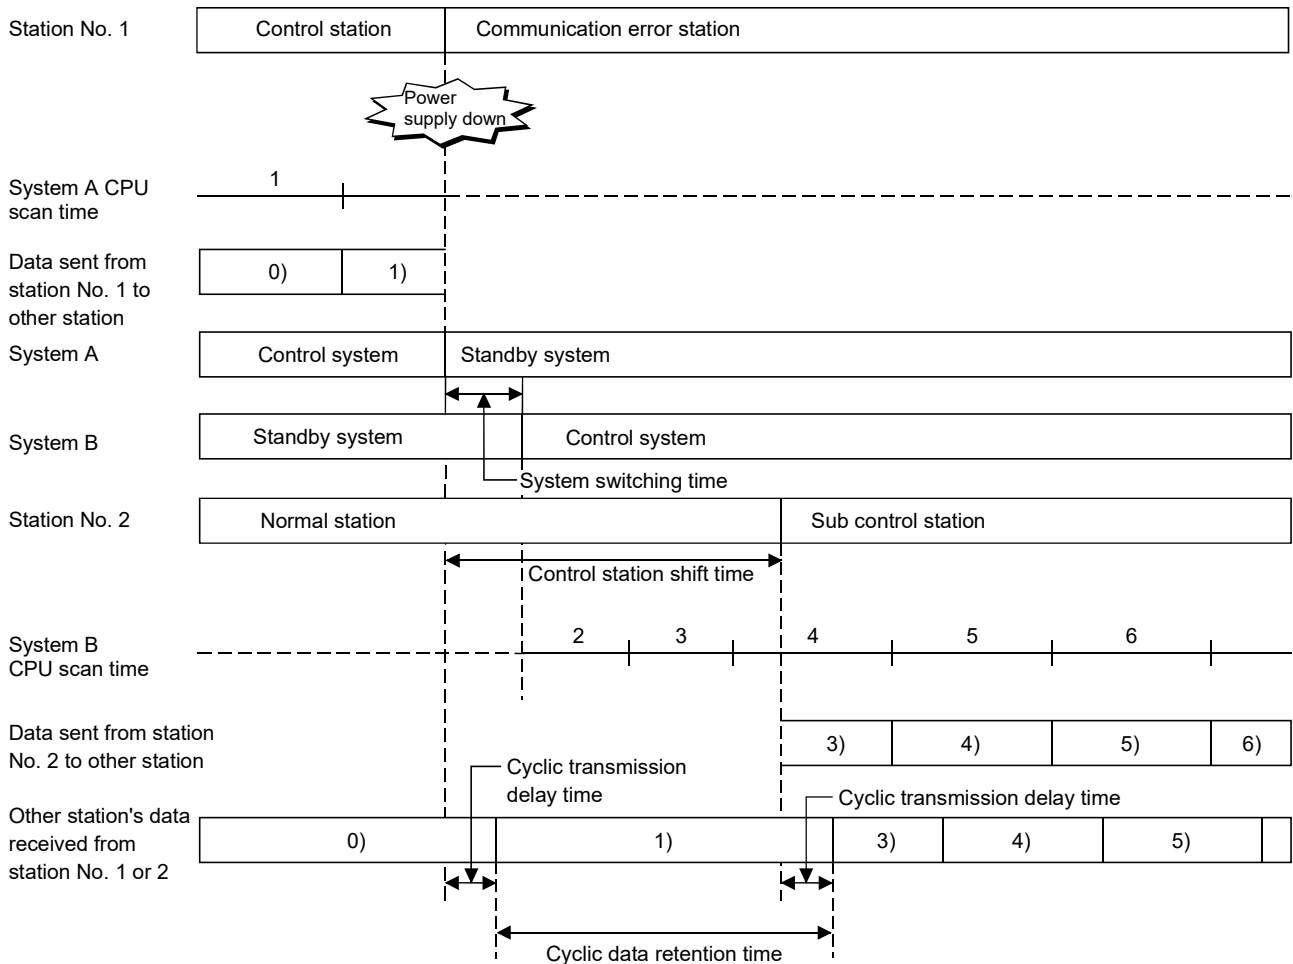 Station No. 1
Control station
Communication error station
Power
supply down
System A CPU
scan time
1
Data sent from
station No. 1 to
other station
0)
1)
System A
Control system
Standby system
System B
Standby system
Control system
System switching time
Station No. 2
Normal station
Sub control station
Control station shift time
System B
CPU scan time
2
3
4
5
6
Data sent from station
No. 2 to other station
3)
4)
5)
6)
Cyclic transmission
delay time
Cyclic transmission delay time
Other station's data
received from
station No. 1 or 2
0)
1)
3)
4)
5)
Cyclic data retention time